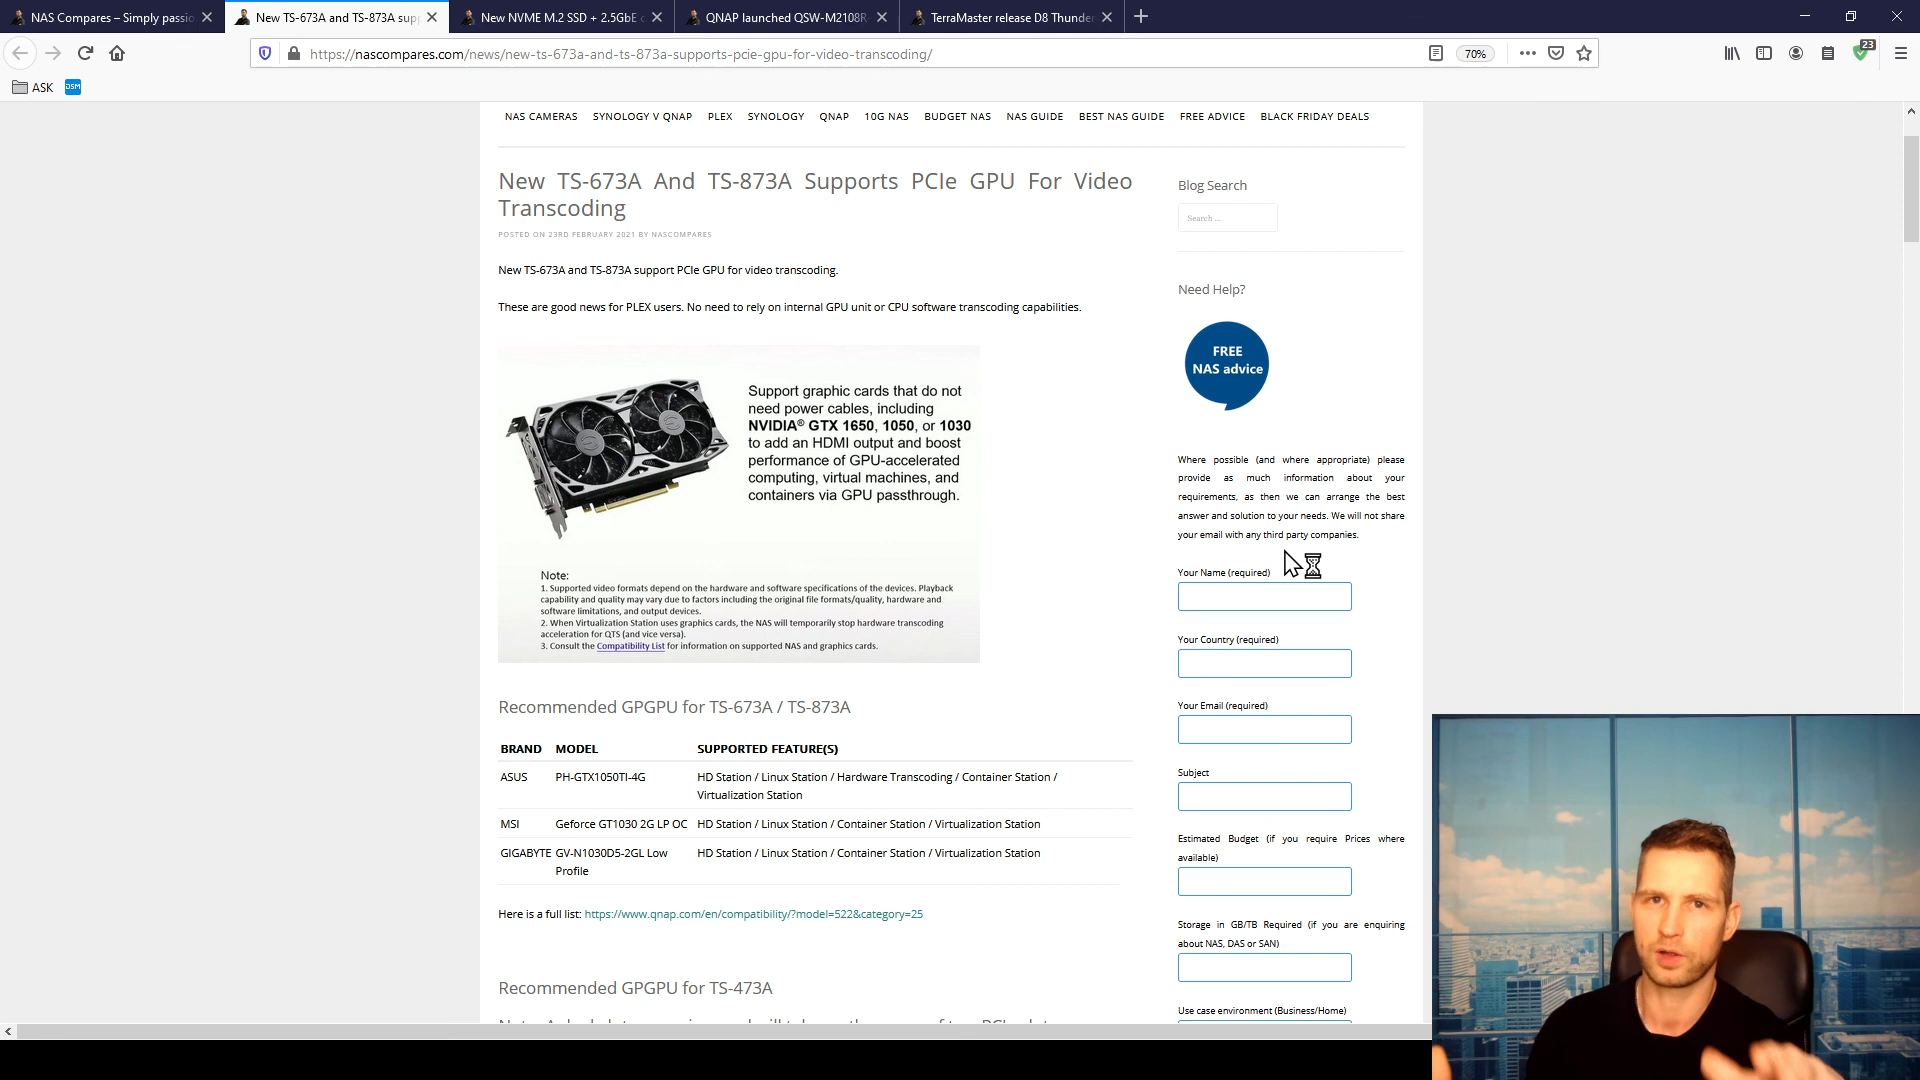 NAS Compares – Simply passio
New TS-673A and TS-873A sup
New NVME M.2 SSD + 2.5GbE
QNAP launched QSW-M2108R-
TerraMaster release D8 Thunder
https://nascompares.com/news/new-ts-673a-and-ts-873a-supports-pcie-gpu-for-video-transcoding/
70%
23
ASK
DSM
NAS CAMERAS SYNOLOGY V QNAP PLEX SYNOLOGY QNAP 10G NAS BUDGET NAS NAS GUIDE BEST NAS GUIDE FREE ADVICE BLACK FRIDAY DEALS
New TS-673A And TS-873A Supports PCIe GPU For Video
Transcoding
POSTED ON 23RD FEBRUARY 2021 BY NASCOMPARES
New TS-673A and TS-873A support PCIe GPU for video transcoding.
These are good news for PLEX users. No need to rely on internal GPU unit or CPU software transcoding capabilities.
Support graphic cards that do not
need power cables, including
NVIDIA® GTX 1650, 1050, or 1030
to add an HDMI output and boost
performance of GPU-accelerated
computing, virtual machines, and
containers via GPU passthrough.
Note:
1. Supported video formats depend on the hardware and software specifications of the devices. Playback
capability and quality may vary due to factors including the original file formats/quality, hardware and
software limitations, and output devices.
2. When Virtualization Station uses graphics cards, the NAS will temporarily stop hardware transcoding
acceleration for QTS (and vice versa).
3. Consult the Compatibility List for information on supported NAS and graphics cards.
Recommended GPGPU for TS-673A / TS-873A
BRAND MODEL SUPPORTED FEATURE(S)
ASUS PH-GTX1050TI-4G HD Station / Linux Station / Hardware Transcoding / Container Station /
Virtualization Station
MSI Geforce GT1030 2G LP OC HD Station / Linux Station / Container Station / Virtualization Station
GIGABYTE GV-N1030D5-2GL Low HD Station / Linux Station / Container Station / Virtualization Station
Profile
Here is a full list: https://www.qnap.com/en/compatibility/?model=522&category=25
Recommended GPGPU for TS-473A
Blog Search
Search ...
Need Help?
FREE
NAS advice
Where possible (and where appropriate) please
provide as much information about your
requirements, as then we can arrange the best
answer and solution to your needs. We will not share
your email with any third party companies.
Your Name (required)
Your Country (required)
Your Email (required)
Subject
Estimated Budget (if you require Prices where
available)
Storage in GB/TB Required (if you are enquiring
about NAS, DAS or SAN)
Use case environment (Business/Home)